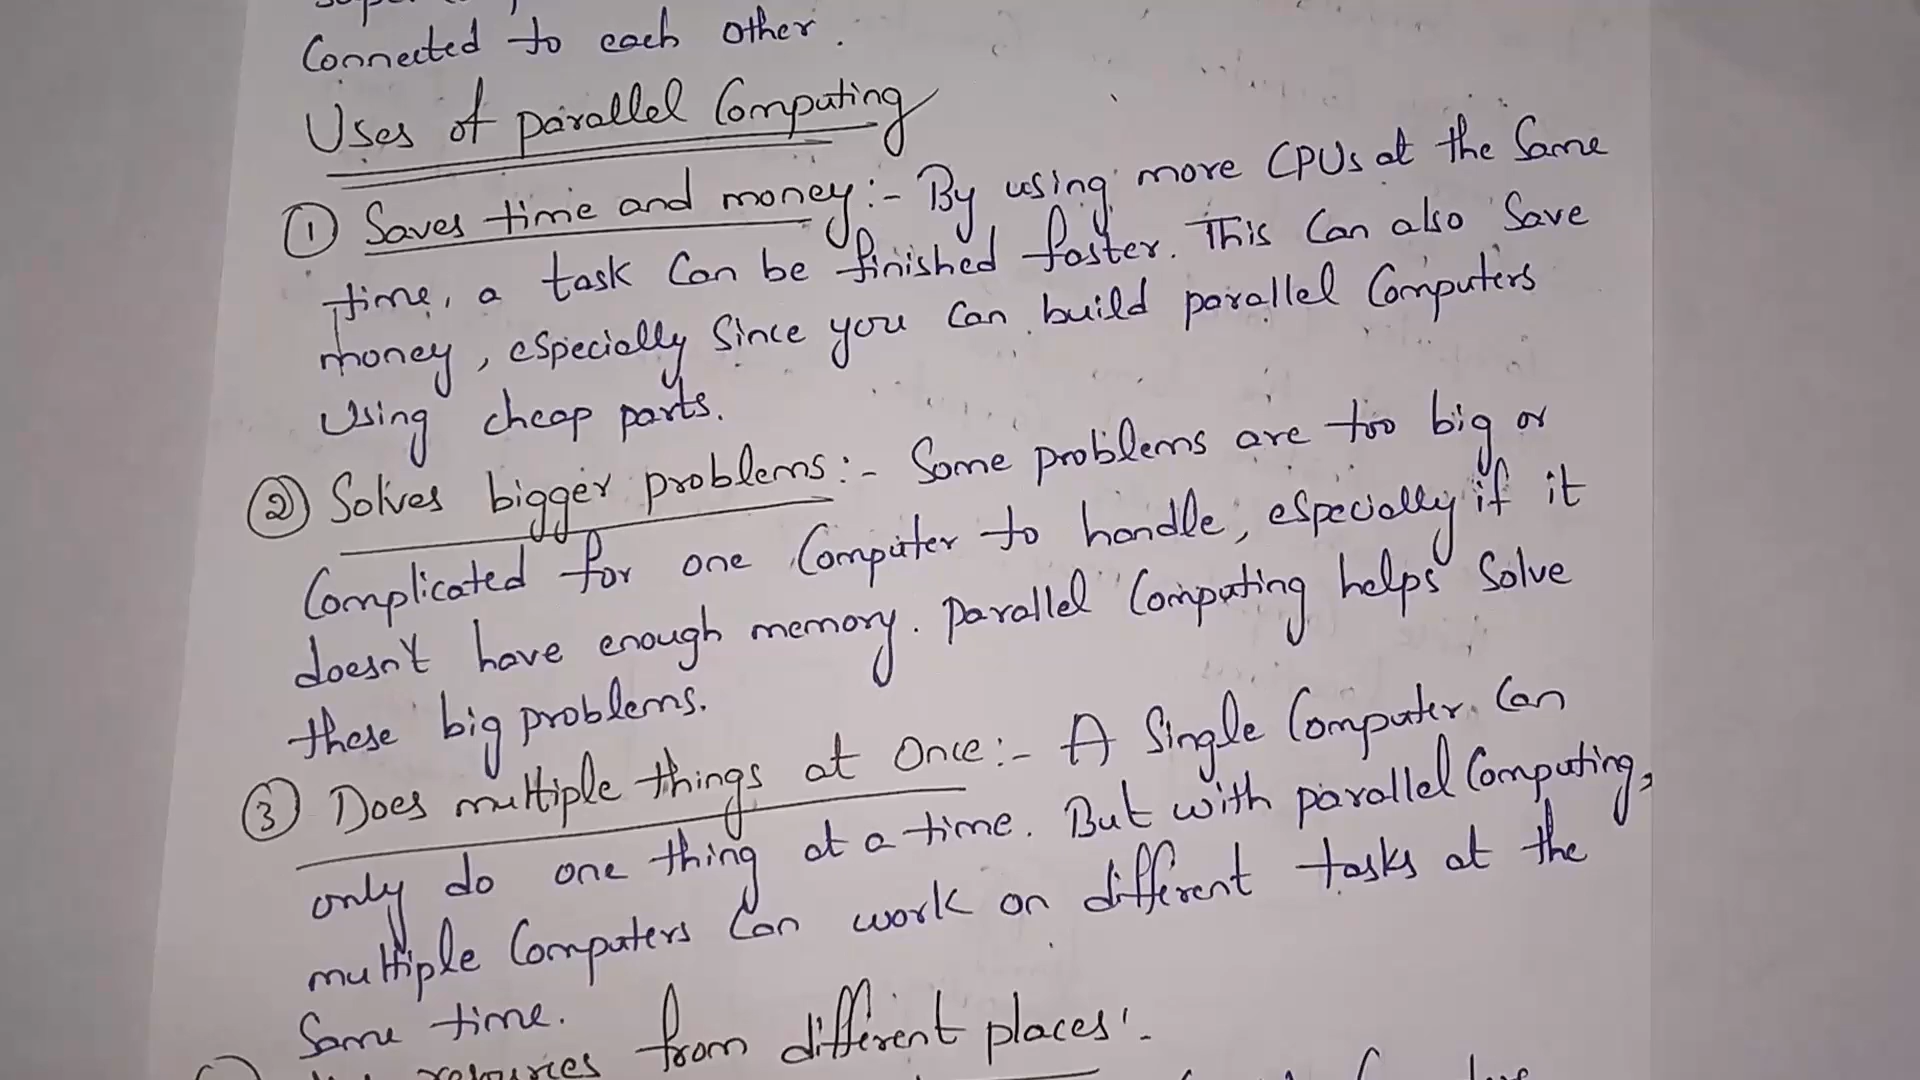 Connected to each other.
Uses of parallel Computing
① Saves time and money:- By using more CPUs at the Same
time, a task Can be finished faster. This Can also Save
money, especially Since you Can build parallel Computers
Using cheap parts.
② Solves bigger problems:- Some problems are too big or
Complicated for one Computer to handle, especially if it
doesn't have enough memory. parallel Computing helps Solve
these big problems.
③ Does multiple things at Once:- A Single Computer Can
only do one thing at a time. But with parallel Computing,
multiple Computers Can work on different tasks at the
Same time.
resources from different places:-